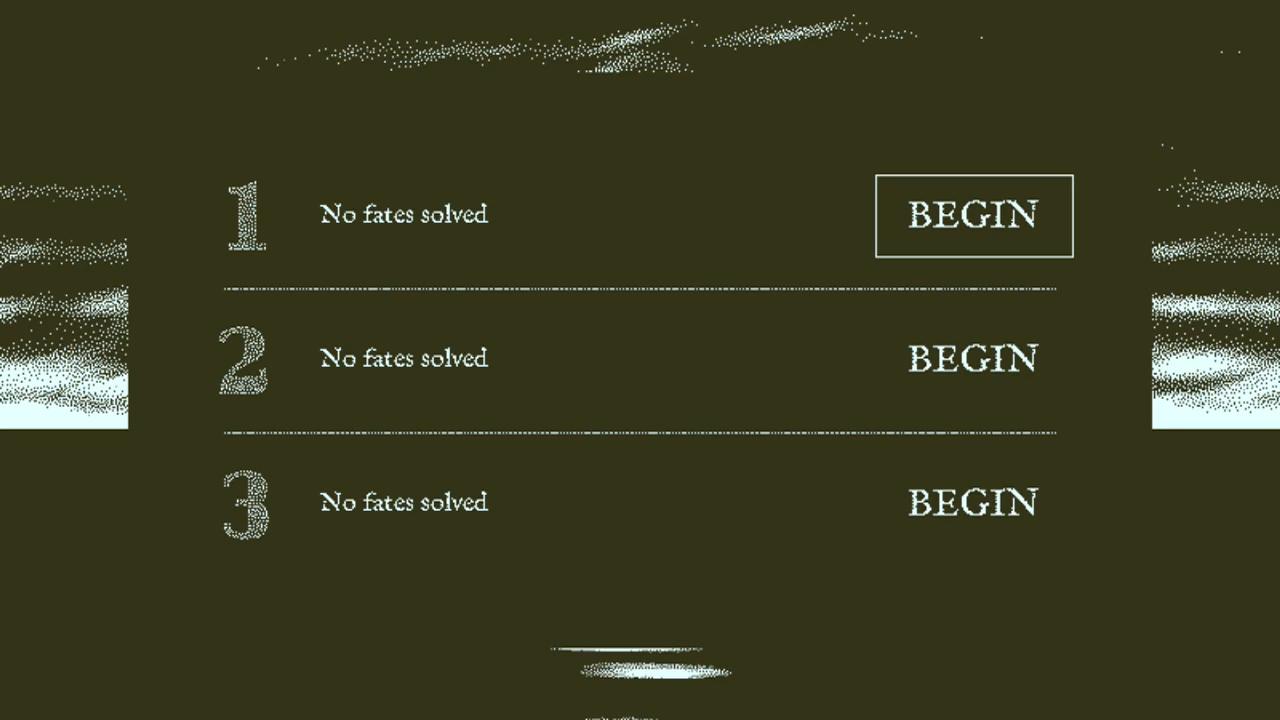 1 No fates solved BEGIN
2 No fates solved BEGIN
3 No fates solved BEGIN